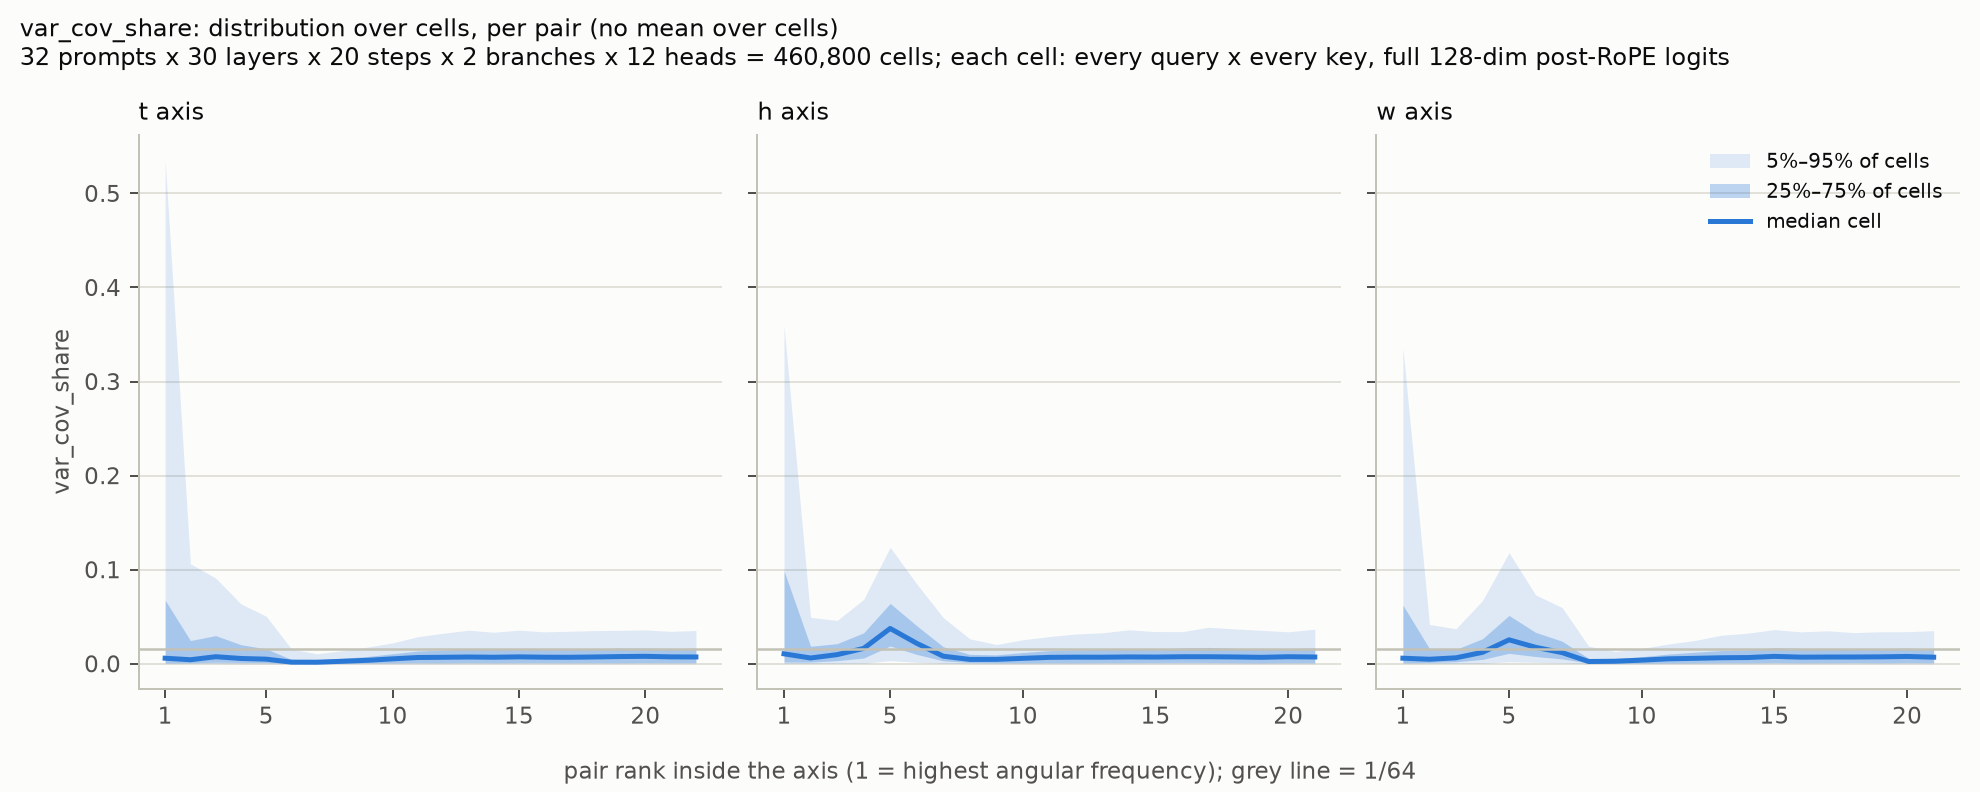 var_cov_share: distribution over cells, per pair (no mean over cells)
32 prompts x 30 layers x 20 steps x 2 branches x 12 heads = 460,800 cells; each cell: every query x every key, full 128-dim post-RoPE logits
t axis
h axis
w axis
5%–95% of cells
25%–75% of cells
median cell
var_cov_share
0.5
0.4
0.3
0.2
0.1
0.0
1 5 10 15 20
1 5 10 15 20
1 5 10 15 20
pair rank inside the axis (1 = highest angular frequency); grey line = 1/64